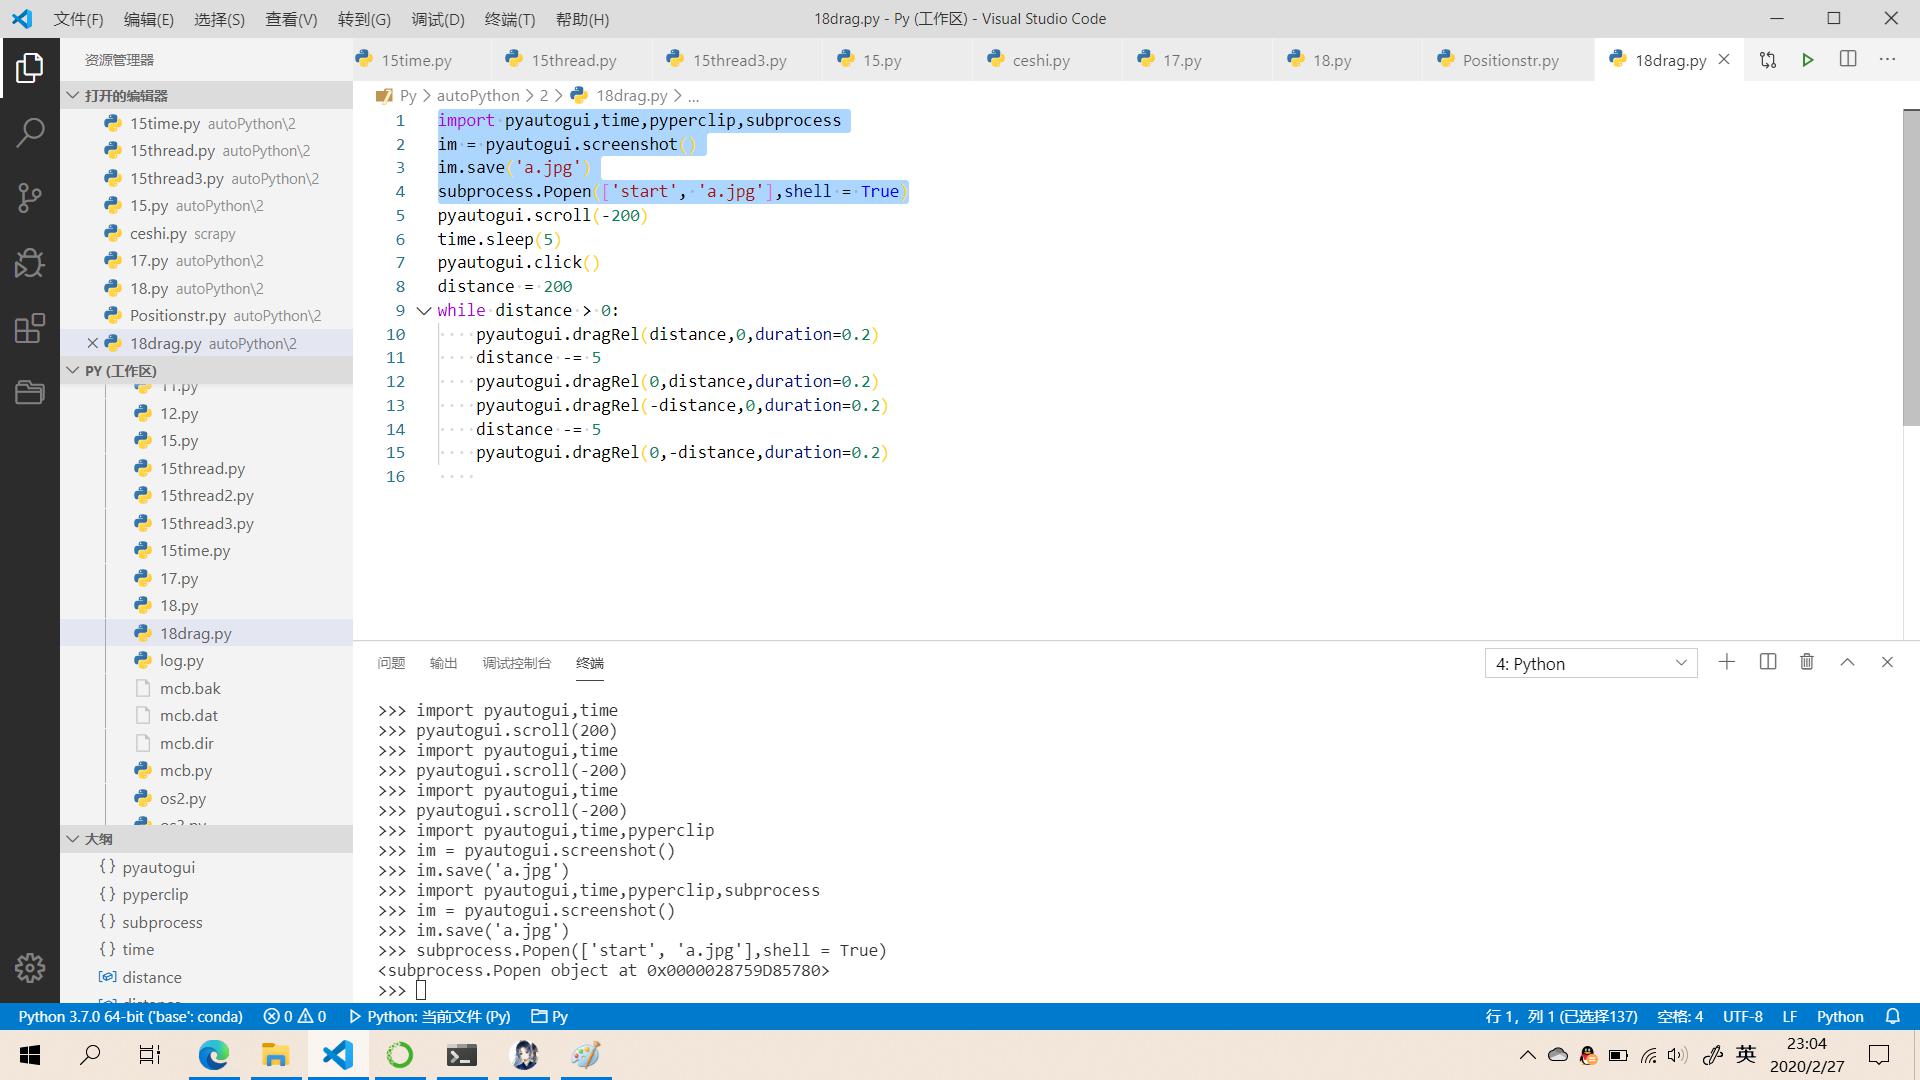 文件(F) 编辑(E) 选择(S) 查看(V) 转到(G) 调试(D) 终端(T) 帮助(H) 18drag.py - Py (工作区) - Visual Studio Code
资源管理器
15time.py 15thread.py 15thread3.py 15.py ceshi.py 17.py 18.py Positionstr.py 18drag.py
打开的编辑器
15time.py autoPython\2
15thread.py autoPython\2
15thread3.py autoPython\2
15.py autoPython\2
ceshi.py scrapy
17.py autoPython\2
18.py autoPython\2
Positionstr.py autoPython\2
18drag.py autoPython\2
PY (工作区)
11.py
12.py
15.py
15thread.py
15thread2.py
15thread3.py
15time.py
17.py
18.py
18drag.py
log.py
mcb.bak
mcb.dat
mcb.dir
mcb.py
os2.py
大纲
{} pyautogui
{} pyperclip
{} subprocess
{} time
distance
distance
Py > autoPython > 2 > 18drag.py > ...
1 import pyautogui,time,pyperclip,subprocess
2 im = pyautogui.screenshot()
3 im.save('a.jpg')
4 subprocess.Popen(['start', 'a.jpg'],shell = True)
5 pyautogui.scroll(-200)
6 time.sleep(5)
7 pyautogui.click()
8 distance = 200
9 while distance > 0:
10 pyautogui.dragRel(distance,0,duration=0.2)
11 distance -= 5
12 pyautogui.dragRel(0,distance,duration=0.2)
13 pyautogui.dragRel(-distance,0,duration=0.2)
14 distance -= 5
15 pyautogui.dragRel(0,-distance,duration=0.2)
16
问题 输出 调试控制台 终端 4: Python
>>> import pyautogui,time
>>> pyautogui.scroll(200)
>>> import pyautogui,time
>>> pyautogui.scroll(-200)
>>> import pyautogui,time
>>> pyautogui.scroll(-200)
>>> import pyautogui,time,pyperclip
>>> im = pyautogui.screenshot()
>>> im.save('a.jpg')
>>> import pyautogui,time,pyperclip,subprocess
>>> im = pyautogui.screenshot()
>>> im.save('a.jpg')
>>> subprocess.Popen(['start', 'a.jpg'],shell = True)
<subprocess.Popen object at 0x0000028759D85780>
>>>
Python 3.7.0 64-bit ('base': conda) 0 0 Python: 当前文件 (Py) Py 行 1，列 1 (已选择137) 空格: 4 UTF-8 LF Python
英 23:04
2020/2/27